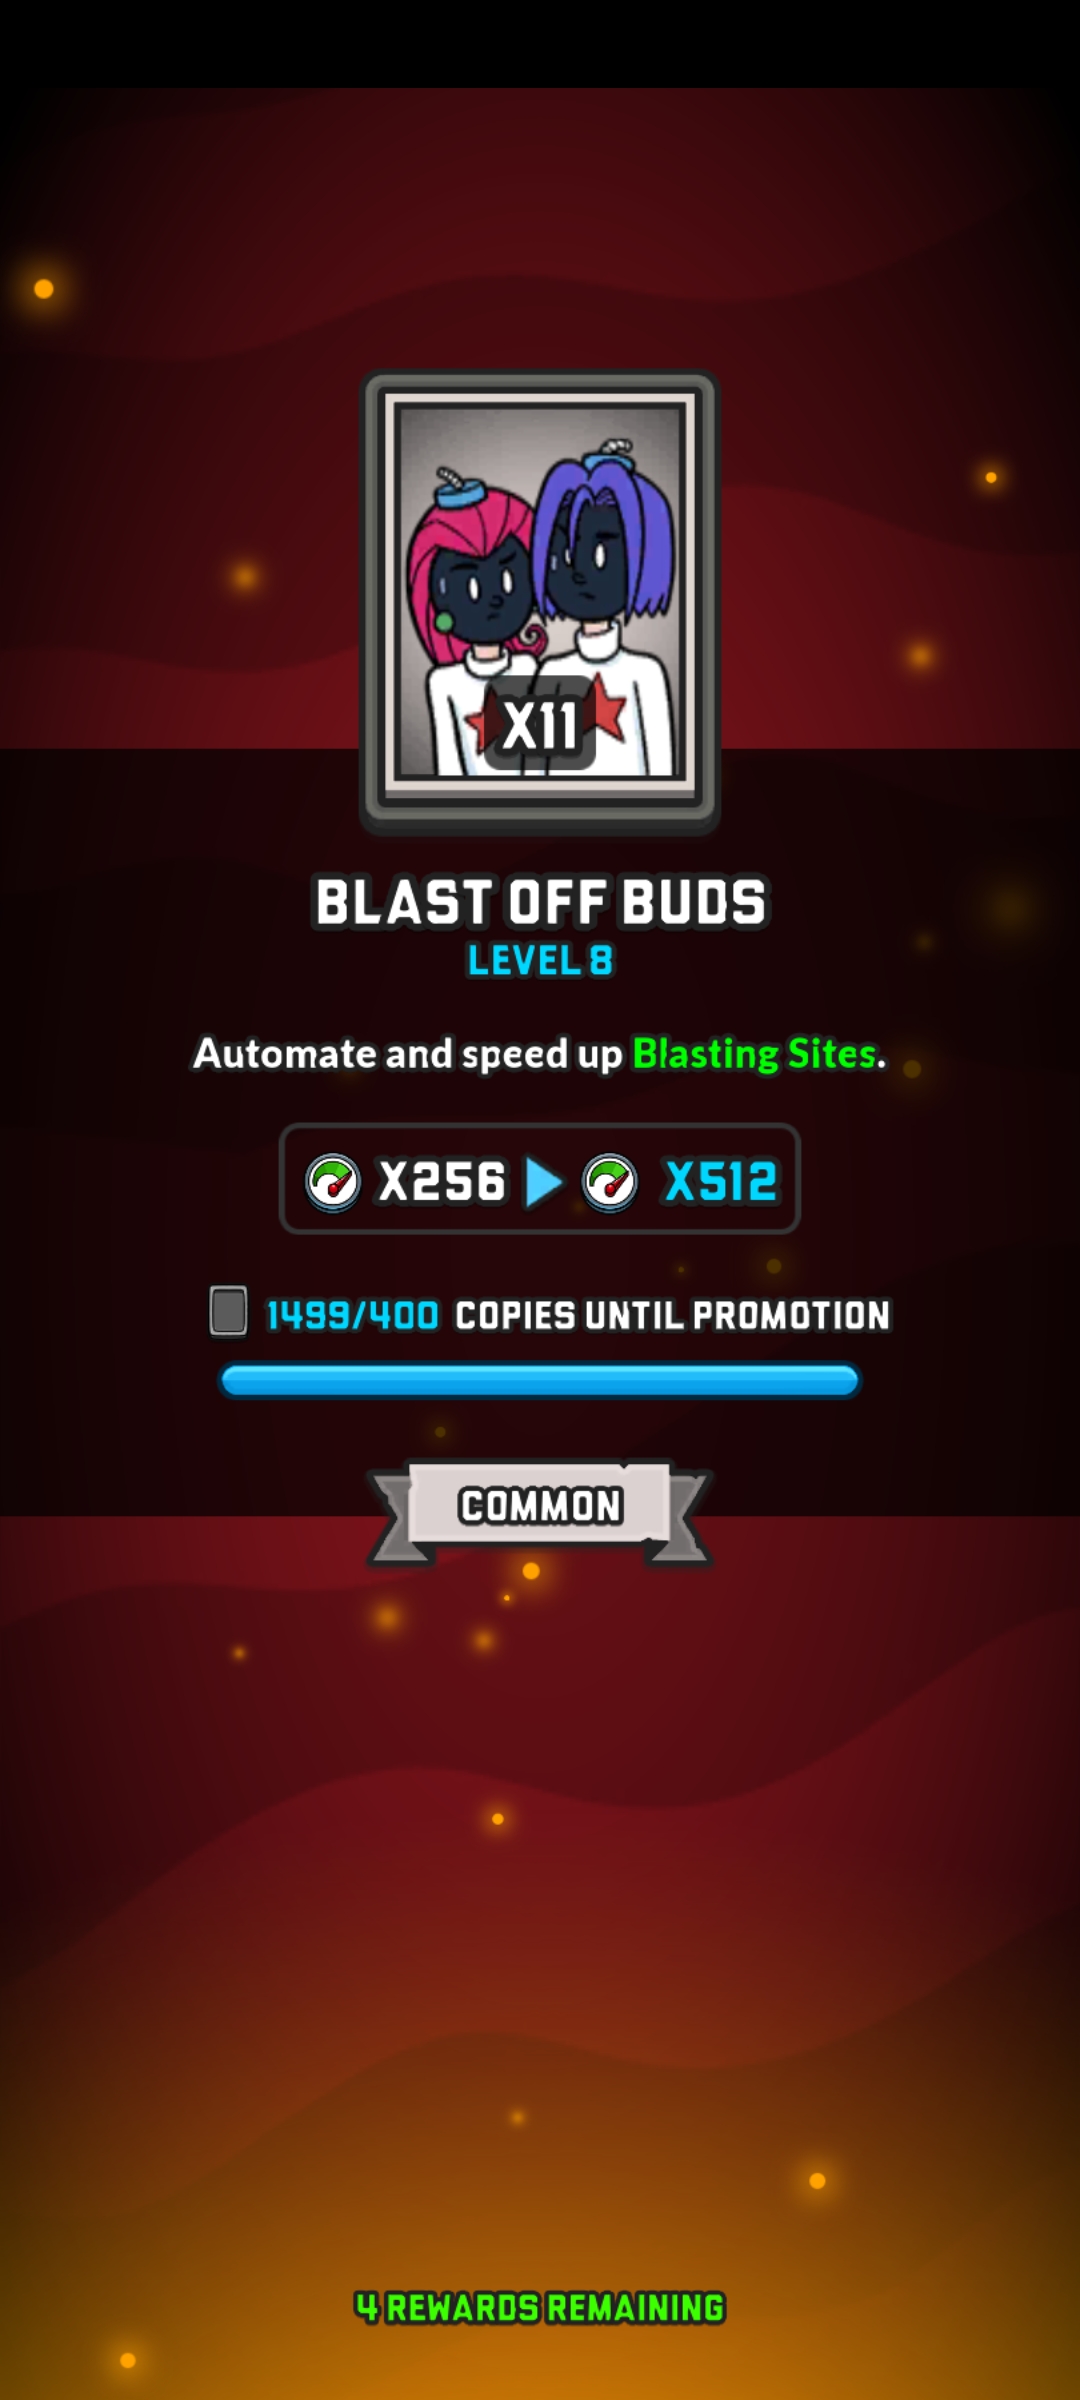 X11
BLAST OFF BUDS
LEVEL 8
Automate and speed up Blasting Sites.
X256 X512
1499/400 COPIES UNTIL PROMOTION
COMMON
4 REWARDS REMAINING